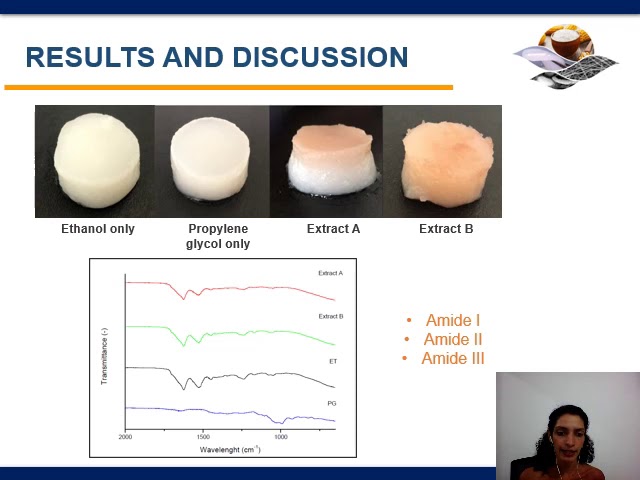 RESULTS AND DISCUSSION
Ethanol only
Propylene
glycol only
Extract A
Extract B
Extract A
Extract B
ET
PG
Transmittance (-)
2000
1500
1000
Wavelenght (cm⁻¹)
• Amide I
• Amide II
• Amide III